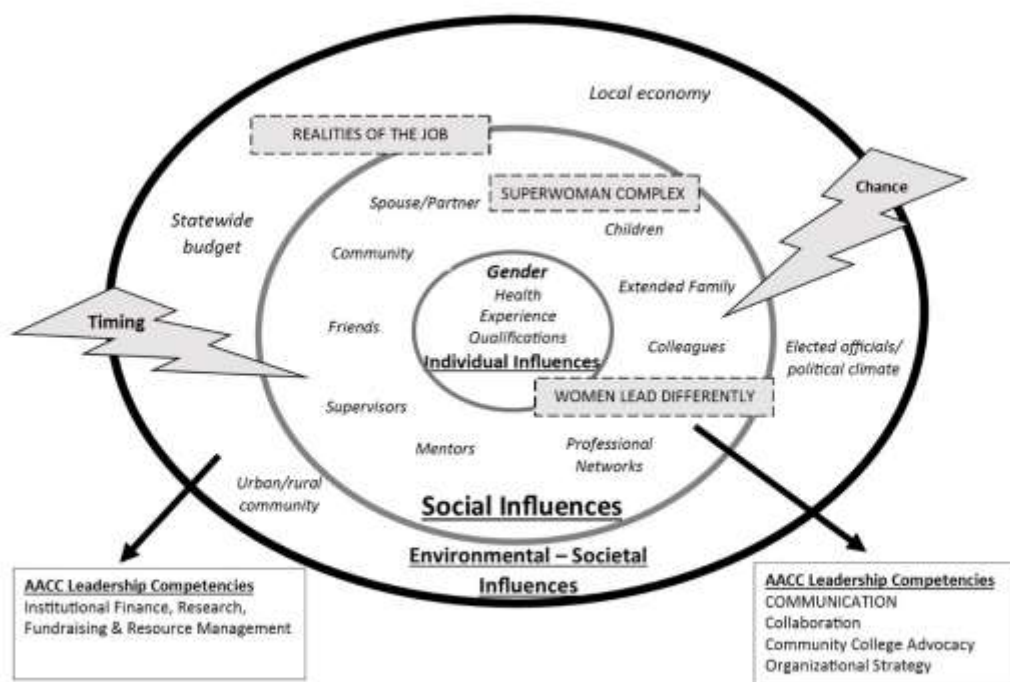 Local economy
REALITIES OF THE JOB
Chance
SUPERWOMAN COMPLEX
Spouse/Partner
Statewide
budget
Children
Community
Gender
Health
Experience
Qualifications
Individual Influences
Extended Family
Timing
Friends
Colleagues
Elected officials/
political climate
WOMEN LEAD DIFFERENTLY
Supervisors
Mentors
Professional
Networks
Urban/rural
community
Social Influences
Environmental – Societal
Influences
AACC Leadership Competencies
Institutional Finance, Research,
Fundraising & Resource Management
AACC Leadership Competencies
COMMUNICATION
Collaboration
Community College Advocacy
Organizational Strategy